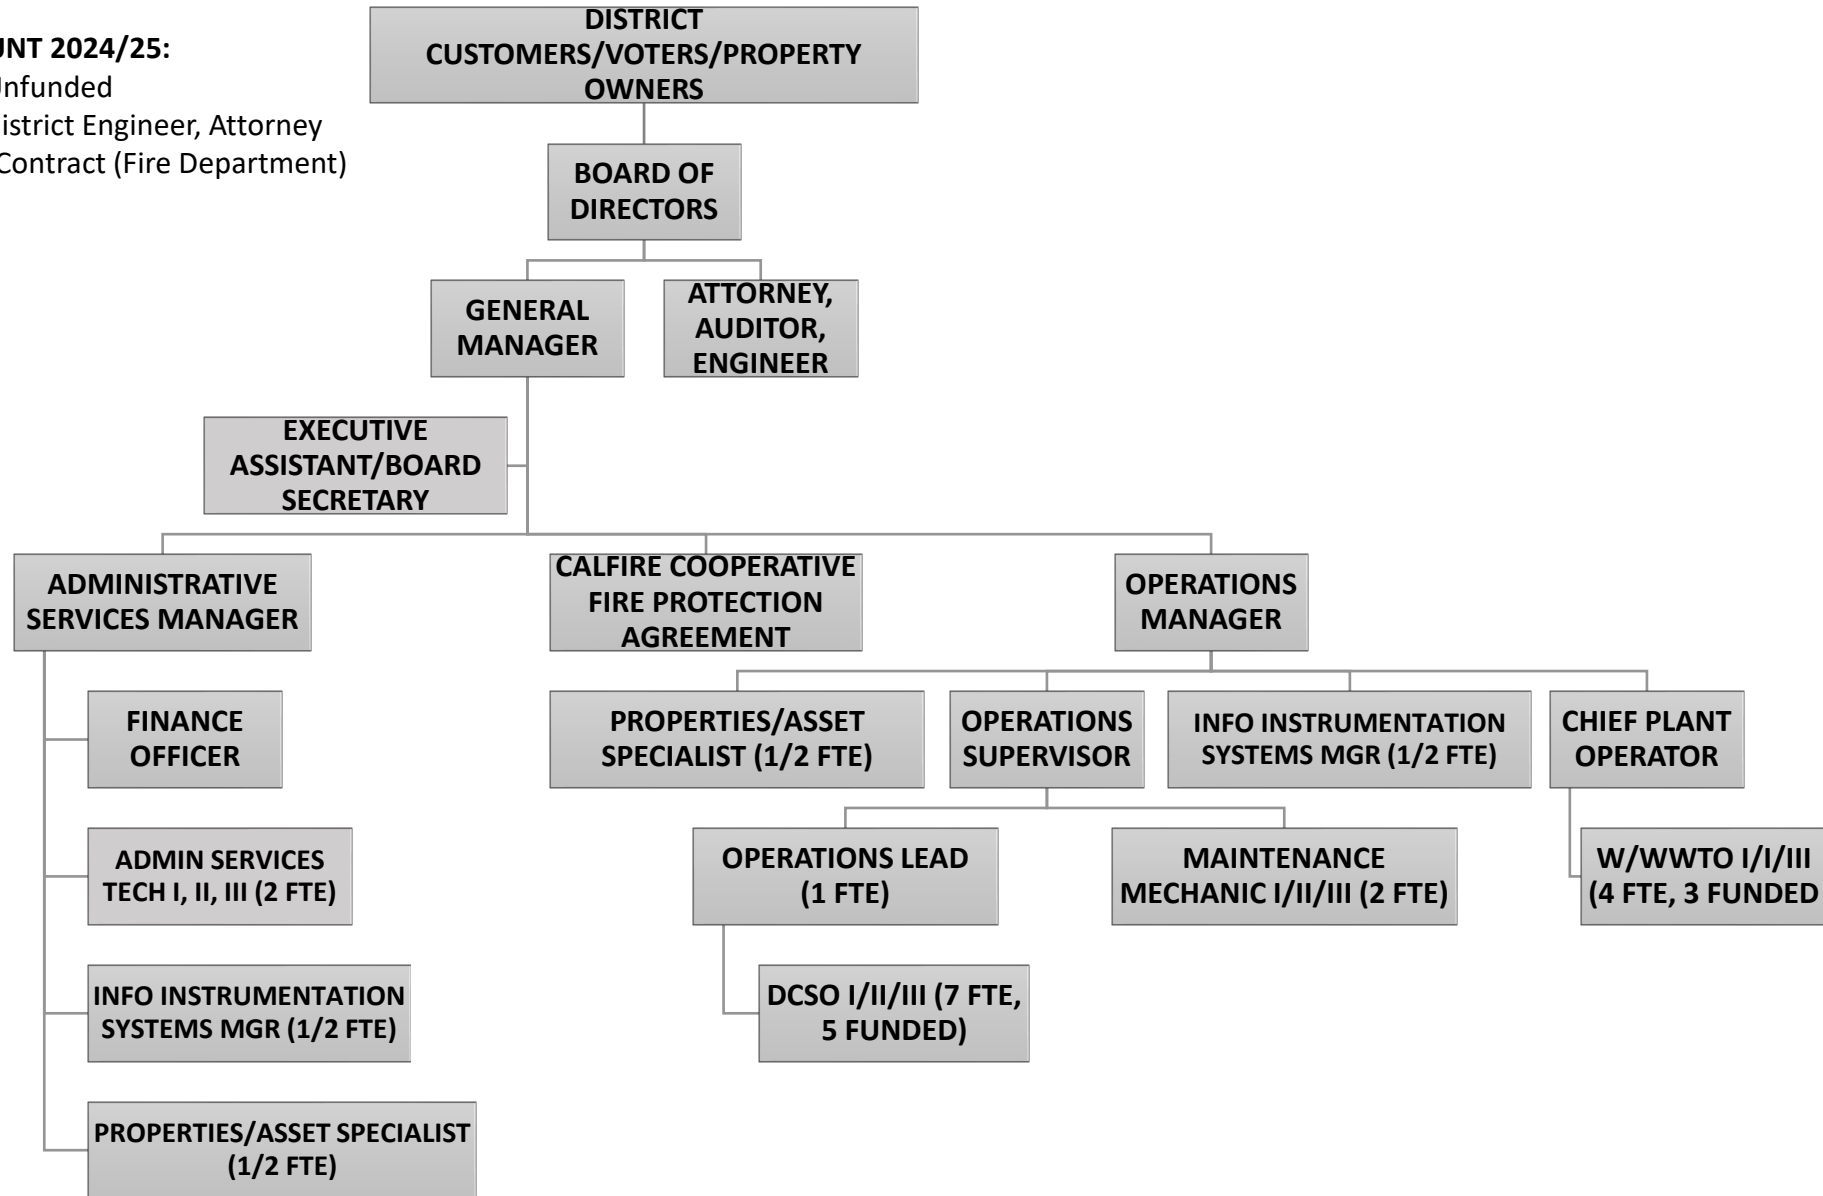 UNT 2024/25:
Unfunded
istrict Engineer, Attorney
Contract (Fire Department)
DISTRICT
CUSTOMERS/VOTERS/PROPERTY
OWNERS
BOARD OF
DIRECTORS
GENERAL
MANAGER
ATTORNEY,
AUDITOR,
ENGINEER
EXECUTIVE
ASSISTANT/BOARD
SECRETARY
ADMINISTRATIVE
SERVICES MANAGER
CALFIRE COOPERATIVE
FIRE PROTECTION
AGREEMENT
OPERATIONS
MANAGER
FINANCE
OFFICER
ADMIN SERVICES
TECH I, II, III (2 FTE)
INFO INSTRUMENTATION
SYSTEMS MGR (1/2 FTE)
PROPERTIES/ASSET SPECIALIST
(1/2 FTE)
PROPERTIES/ASSET
SPECIALIST (1/2 FTE)
OPERATIONS
SUPERVISOR
INFO INSTRUMENTATION
SYSTEMS MGR (1/2 FTE)
CHIEF PLANT
OPERATOR
OPERATIONS LEAD
(1 FTE)
MAINTENANCE
MECHANIC I/II/III (2 FTE)
W/WWTO I/I/III
(4 FTE, 3 FUNDED
DCSO I/II/III (7 FTE,
5 FUNDED)